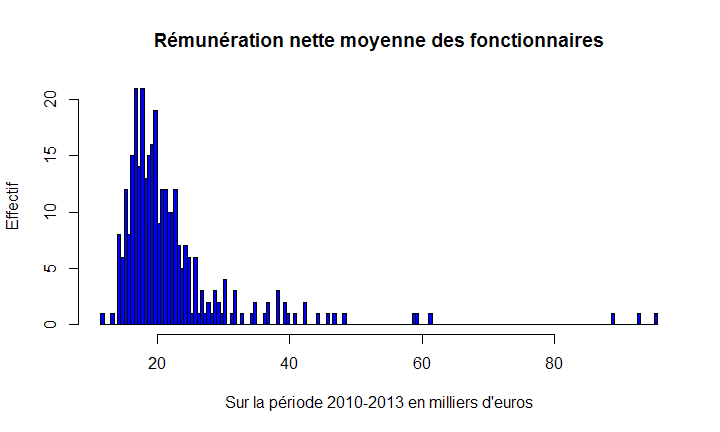 Rémunération nette moyenne des fonctionnaires
Effectif
20
15
10
5
0
20 40 60 80
Sur la période 2010-2013 en milliers d'euros